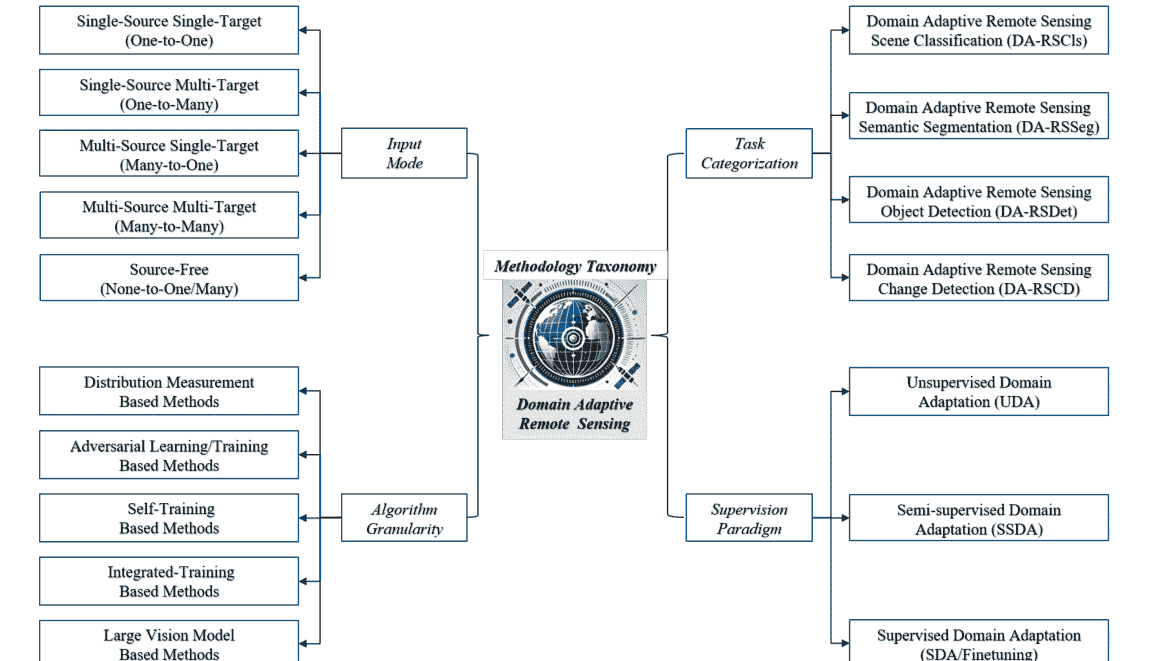 Single-Source Single-Target
(One-to-One)
Single-Source Multi-Target
(One-to-Many)
Multi-Source Single-Target
(Many-to-One)
Multi-Source Multi-Target
(Many-to-Many)
Source-Free
(None-to-One/Many)
Input
Mode
Distribution Measurement
Based Methods
Adversarial Learning/Training
Based Methods
Self-Training
Based Methods
Integrated-Training
Based Methods
Large Vision Model
Based Methods
Algorithm
Granularity
Methodology Taxonomy
Domain Adaptive
Remote Sensing
Task
Categorization
Domain Adaptive Remote Sensing
Scene Classification (DA-RSCls)
Domain Adaptive Remote Sensing
Semantic Segmentation (DA-RSSeg)
Domain Adaptive Remote Sensing
Object Detection (DA-RSDet)
Domain Adaptive Remote Sensing
Change Detection (DA-RSCD)
Supervision
Paradigm
Unsupervised Domain
Adaptation (UDA)
Semi-supervised Domain
Adaptation (SSDA)
Supervised Domain Adaptation
(SDA/Finetuning)